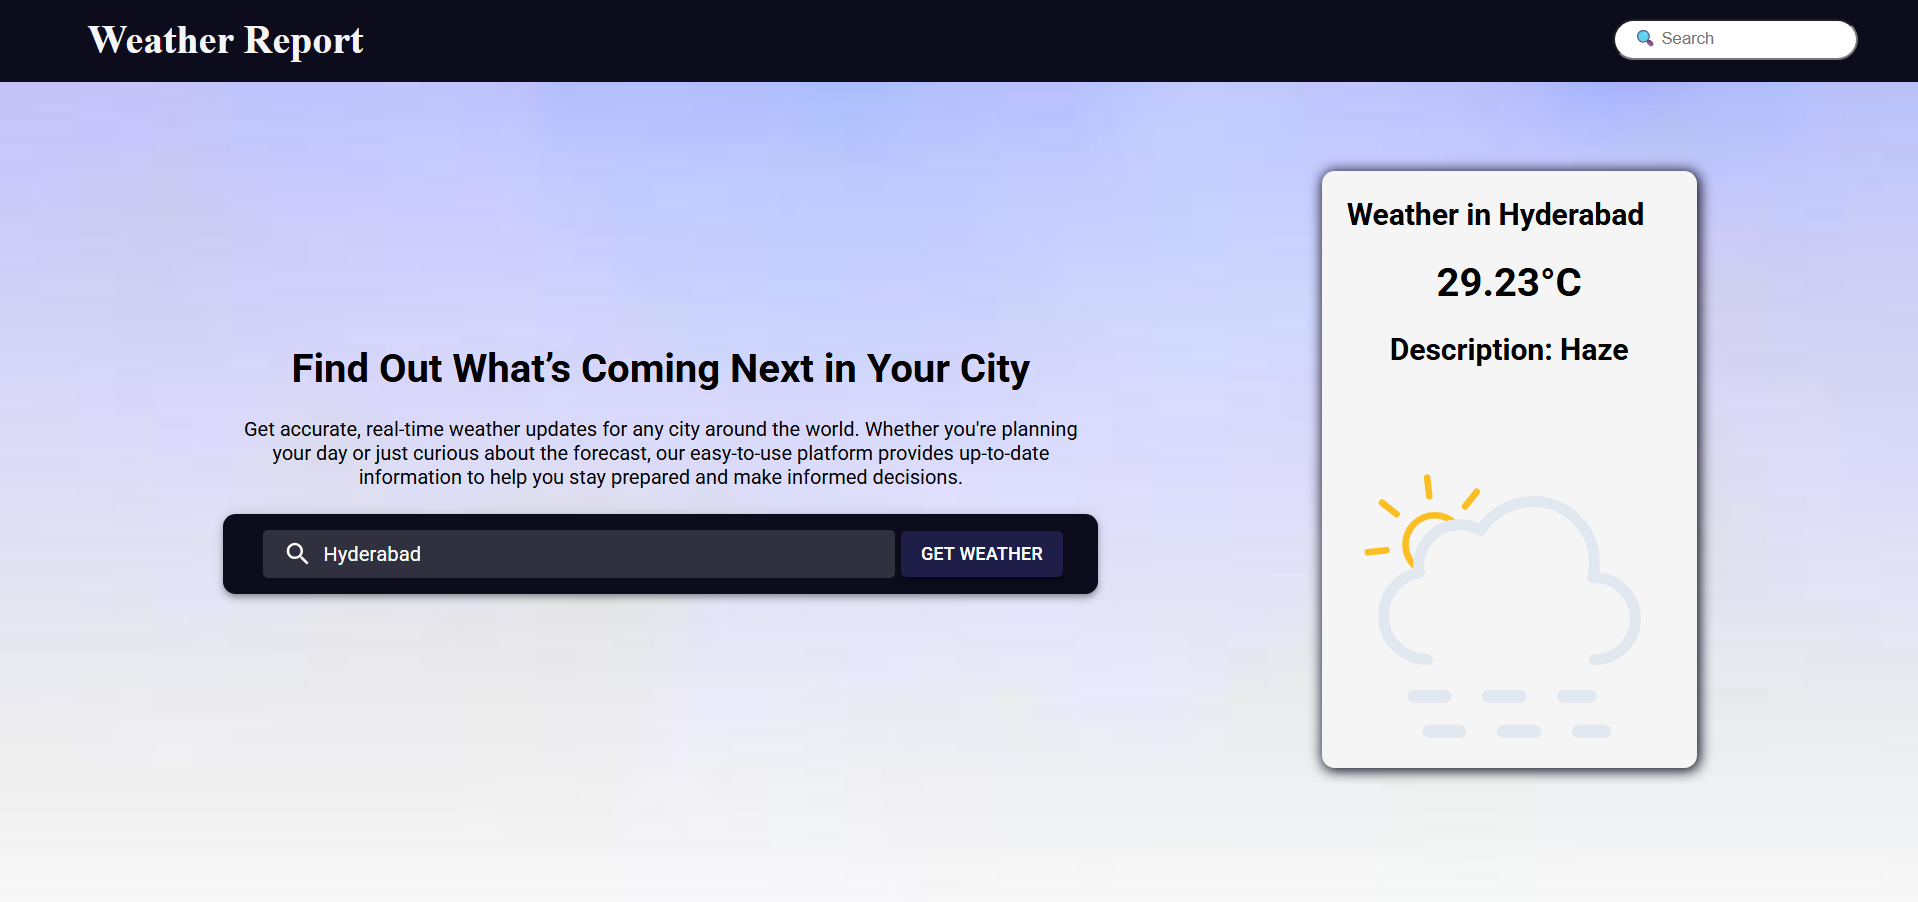 Weather Report
Search
Find Out What’s Coming Next in Your City
Get accurate, real-time weather updates for any city around the world. Whether you're planning
your day or just curious about the forecast, our easy-to-use platform provides up-to-date
information to help you stay prepared and make informed decisions.
Hyderabad
GET WEATHER
Weather in Hyderabad
29.23°C
Description: Haze